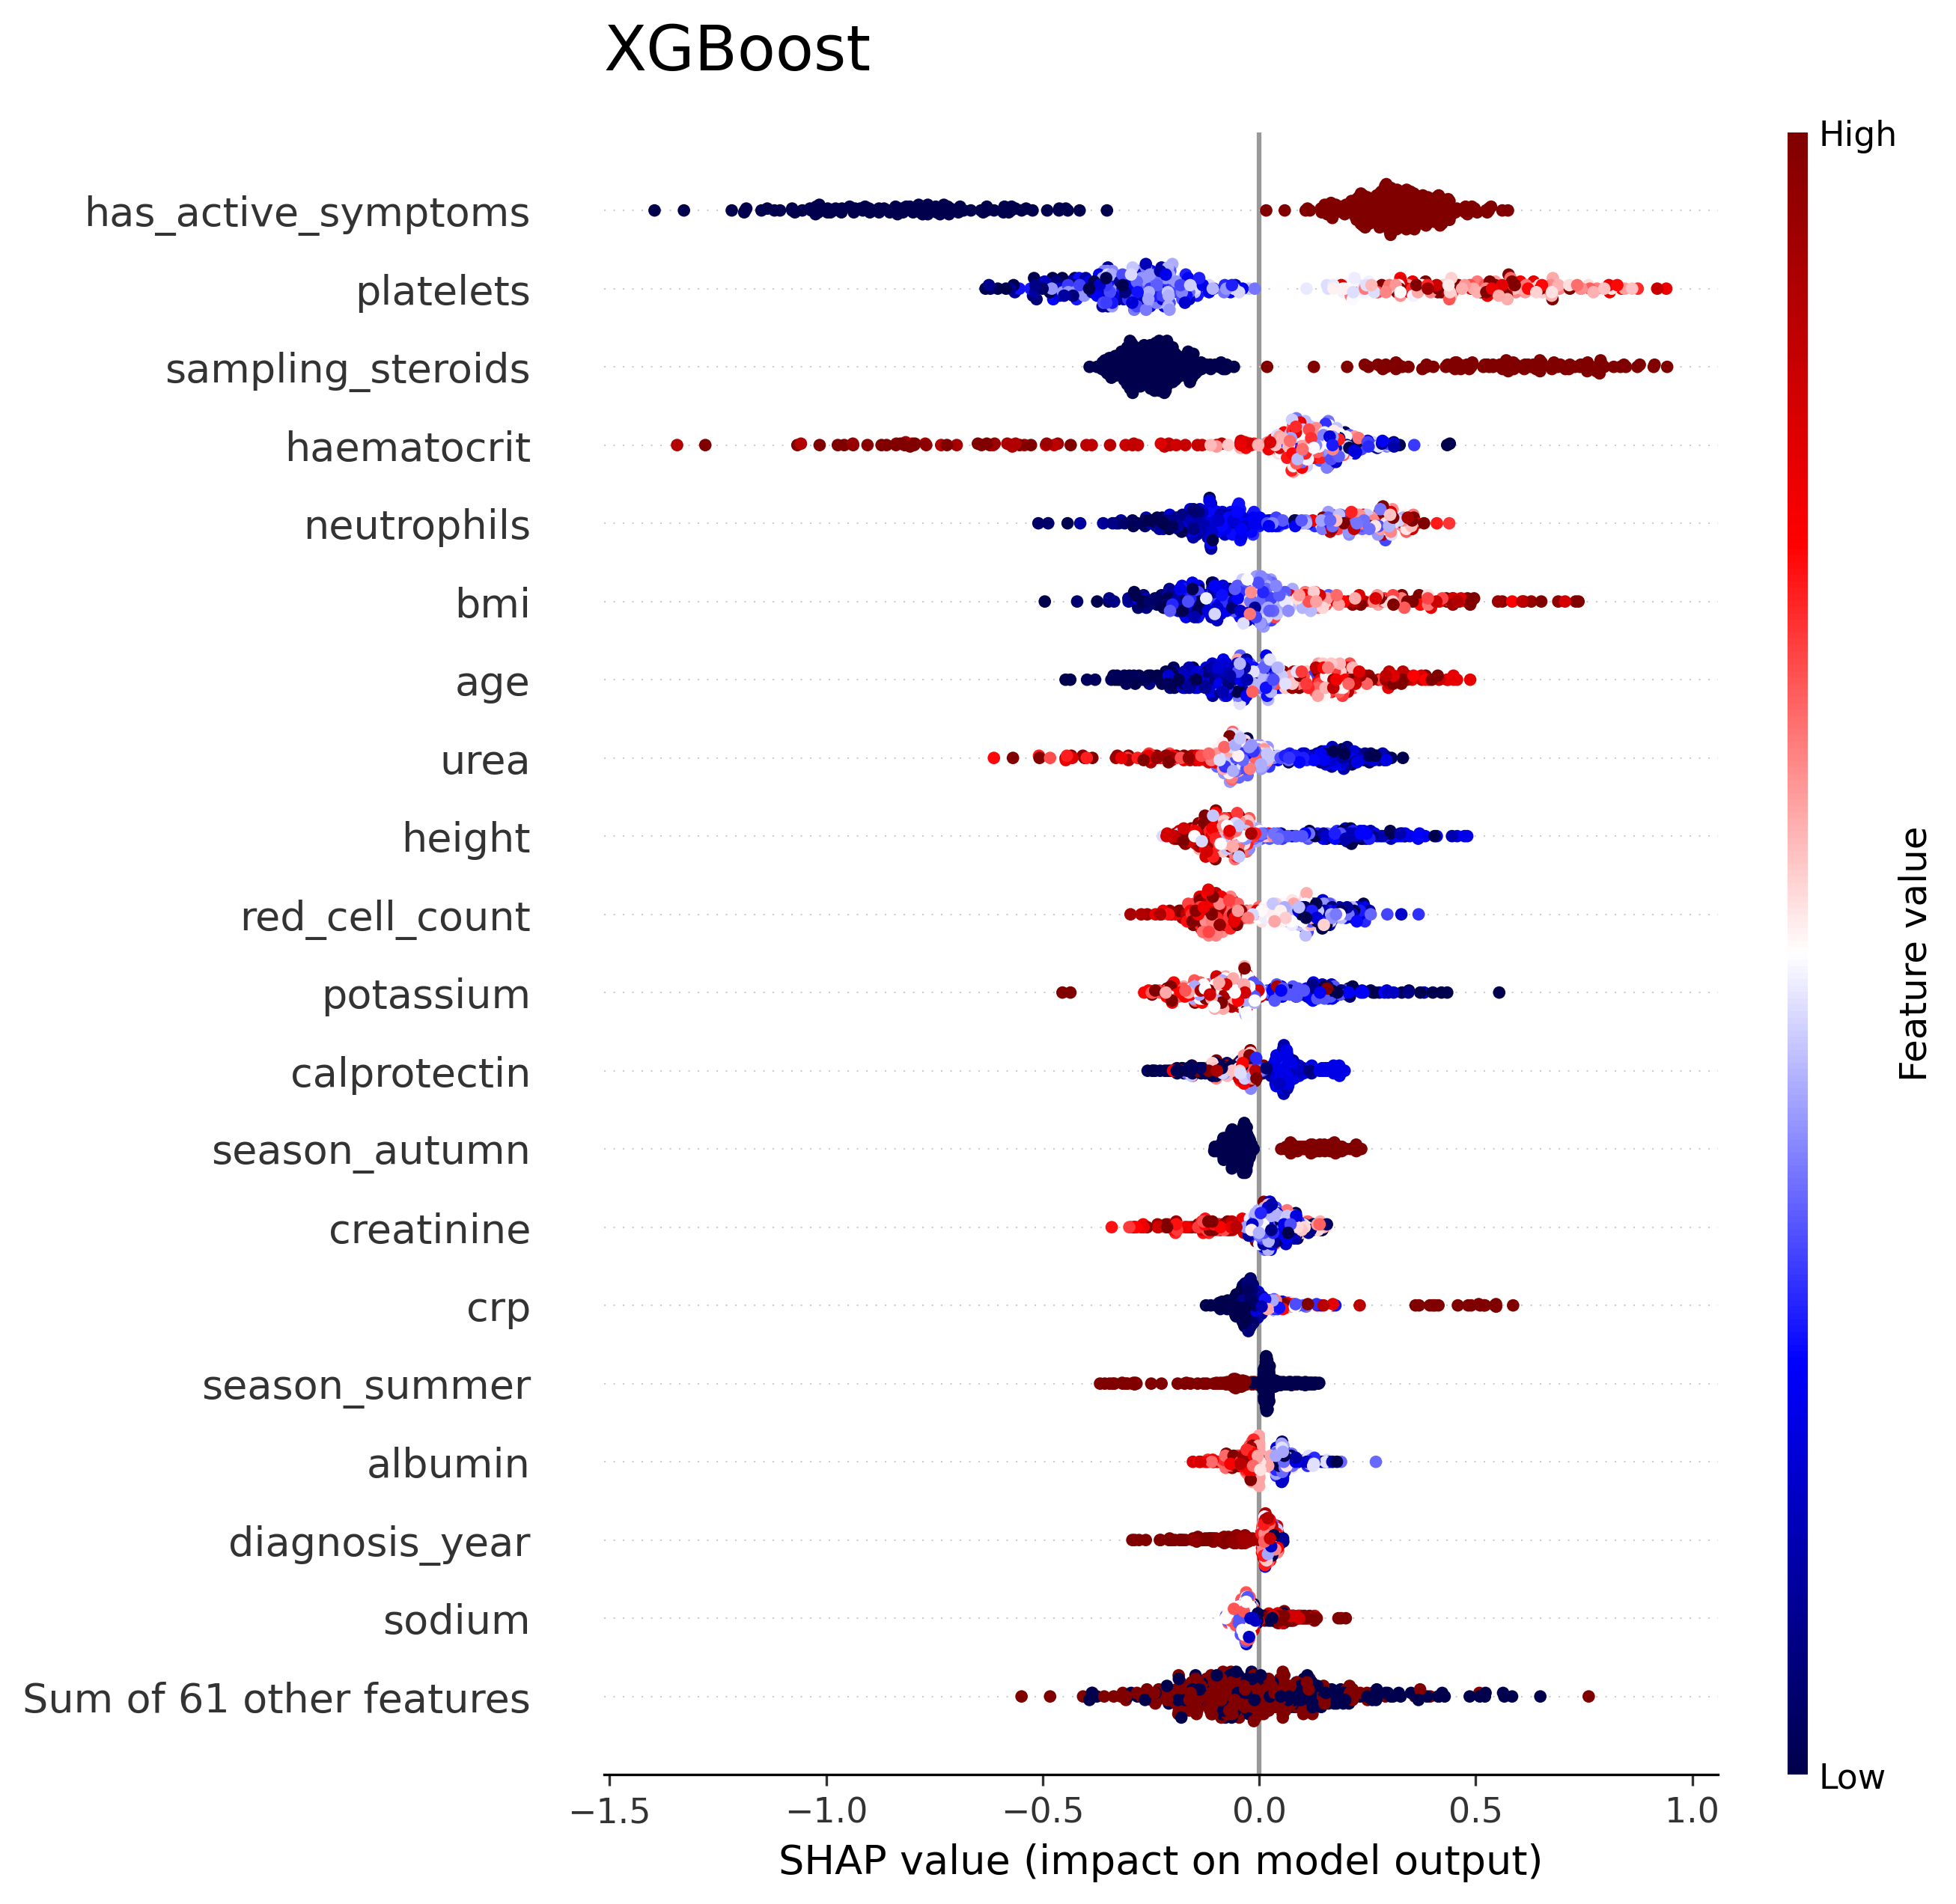 XGBoost
High
has_active_symptoms
platelets
sampling_steroids
haematocrit
neutrophils
bmi
age
urea
height
red_cell_count
potassium
calprotectin
season_autumn
creatinine
crp
season_summer
albumin
diagnosis_year
sodium
Sum of 61 other features
Feature value
Low
−1.5 −1.0 −0.5 0.0 0.5 1.0
SHAP value (impact on model output)